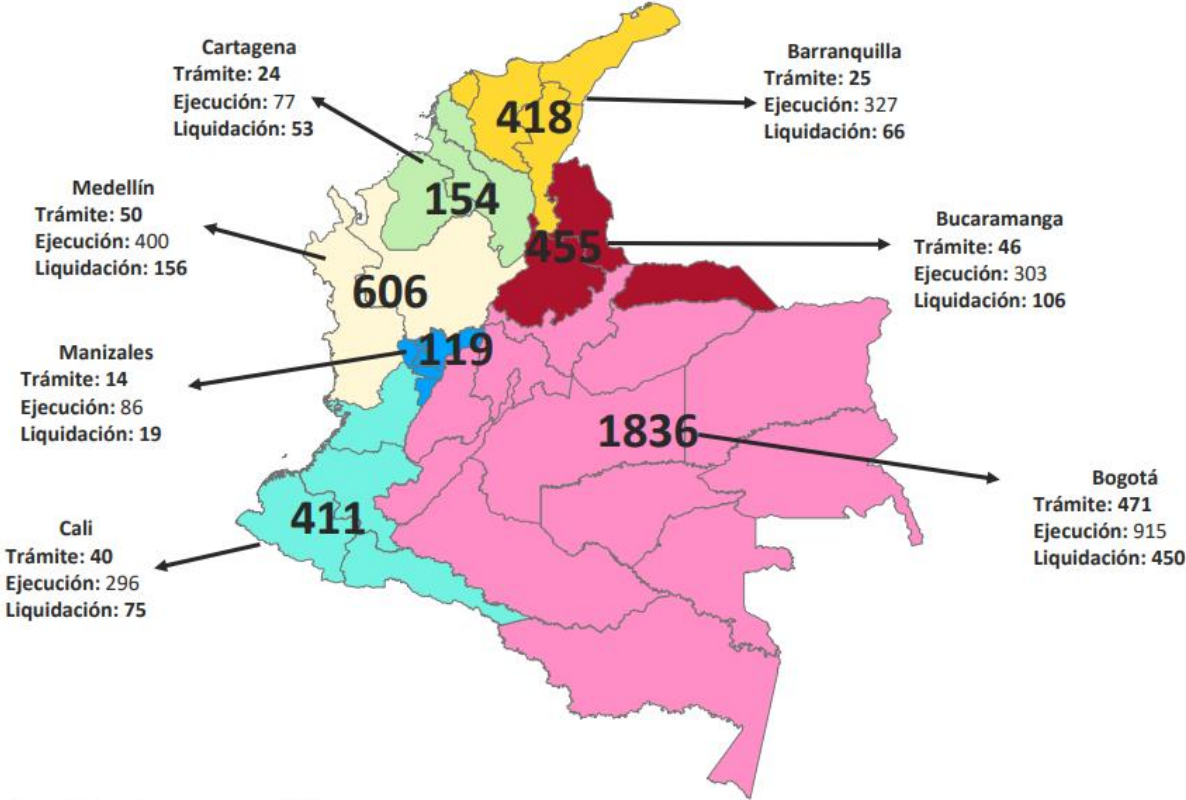 Cartagena
Trámite: 24
Ejecución: 77
Liquidación: 53
Barranquilla
Trámite: 25
Ejecución: 327
Liquidación: 66
418
154
Medellín
Trámite: 50
Ejecución: 400
Liquidación: 156
Bucaramanga
Trámite: 46
Ejecución: 303
Liquidación: 106
455
606
Manizales
Trámite: 14
Ejecución: 86
Liquidación: 19
119
1836
Bogotá
Trámite: 471
Ejecución: 915
Liquidación: 450
411
Cali
Trámite: 40
Ejecución: 296
Liquidación: 75